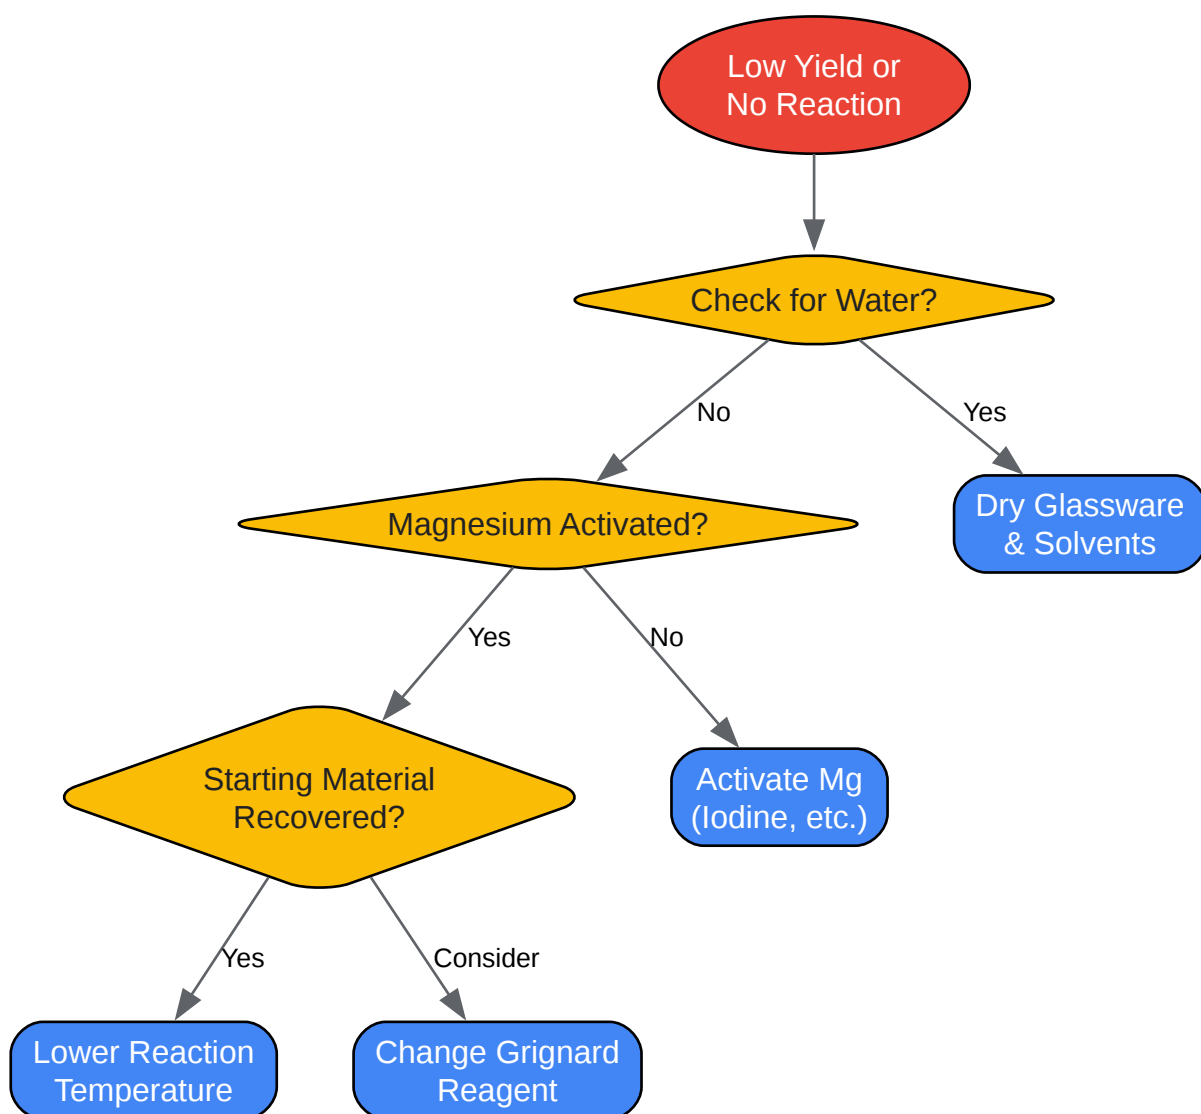 Low Yield or
No Reaction
Check for Water?
No
Yes
Magnesium Activated?
Dry Glassware
& Solvents
Yes
No
Starting Material
Recovered?
Activate Mg
(Iodine, etc.)
Yes
Consider
Lower Reaction
Temperature
Change Grignard
Reagent